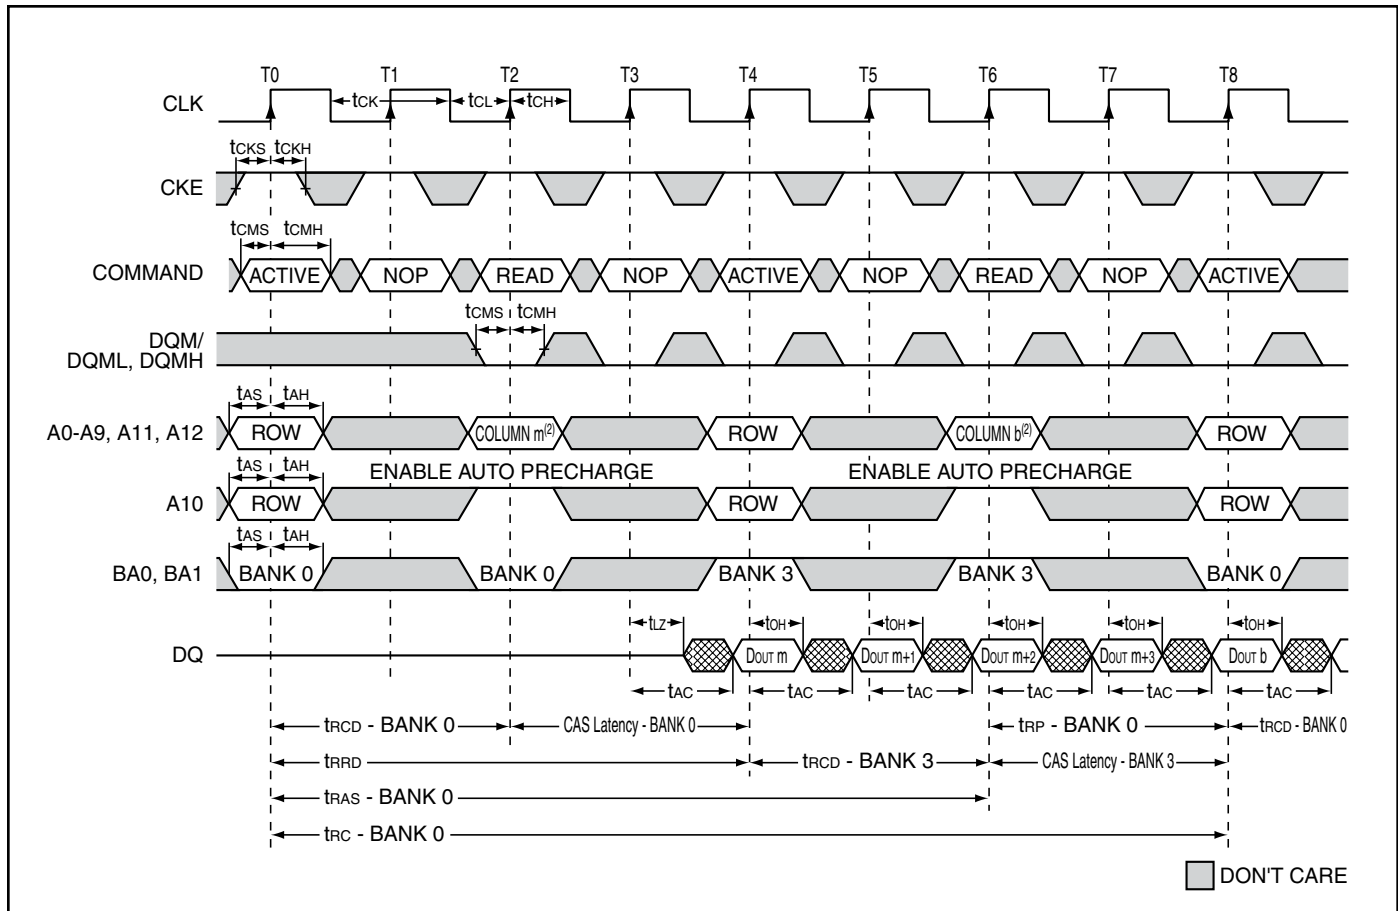 T0 T1 T2 T3 T4 T5 T6 T7 T8
CLK tCK tCL tCH
tCKS tCKH
CKE
tCMS tCMH
COMMAND ACTIVE NOP READ NOP ACTIVE NOP READ NOP ACTIVE
tCMS tCMH
DQM/
DQML, DQMH
tAS tAH
A0-A9, A11, A12 ROW COLUMN m(2) ROW COLUMN b(2) ROW
tAS tAH ENABLE AUTO PRECHARGE ENABLE AUTO PRECHARGE
A10 ROW ROW ROW
tAS tAH
BA0, BA1 BANK 0 BANK 0 BANK 3 BANK 3 BANK 0
tLZ tOH tOH tOH tOH tOH
DQ DOUT m DOUT m+1 DOUT m+2 DOUT m+3 DOUT b
tAC tAC tAC tAC tAC tAC
tRCD - BANK 0 CAS Latency - BANK 0 tRP - BANK 0 tRCD - BANK 0
tRRD tRCD - BANK 3 CAS Latency - BANK 3
tRAS - BANK 0
tRC - BANK 0
DON'T CARE